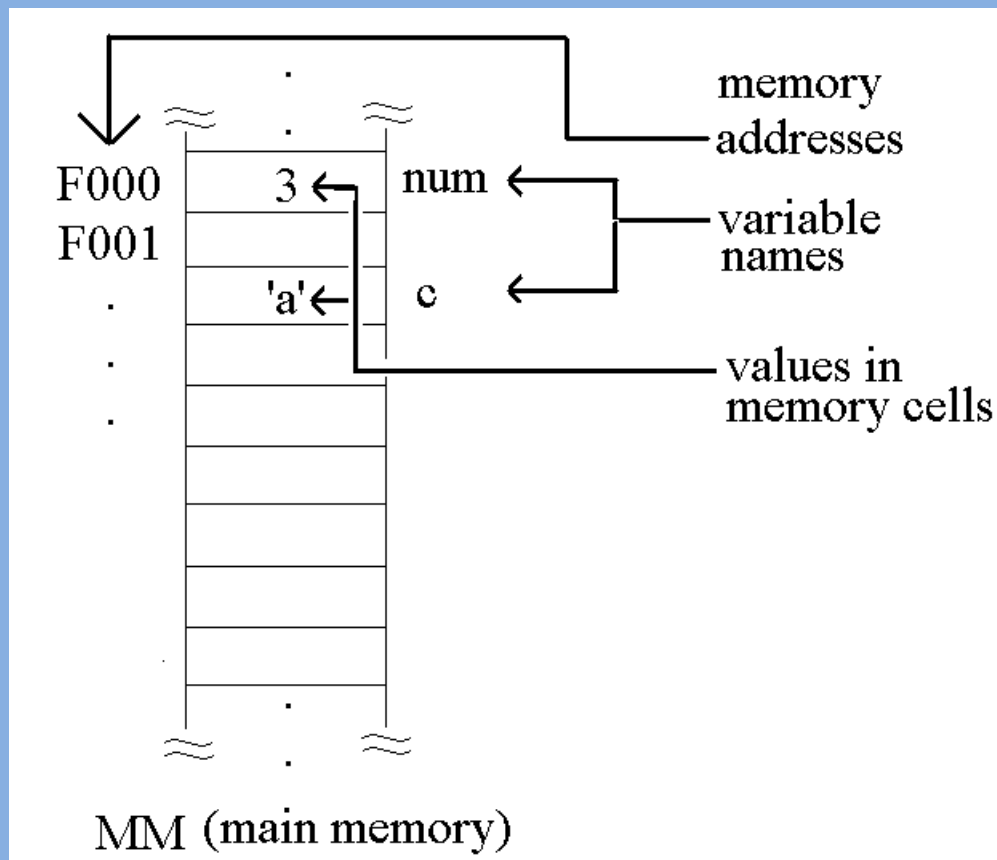 memory
addresses
F000
3
num
F001
variable
names
'a'
c
values in
memory cells
MM (main memory)